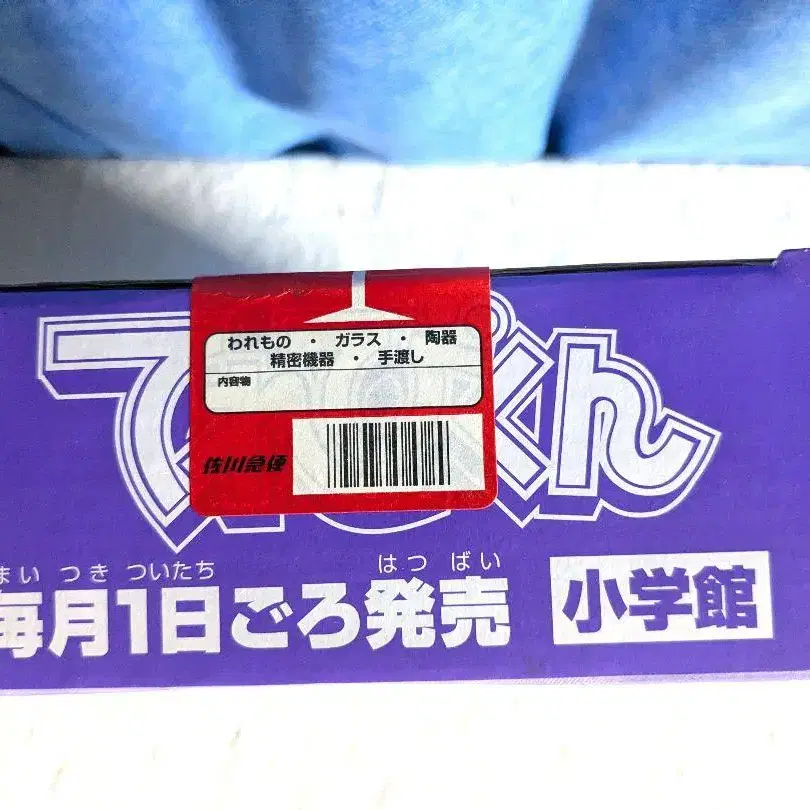 われもの ・ ガラス ・ 陶器
精密機器 ・ 手渡し
内容物
佐川急便
まい つき ついたち はつ ばい
毎月1日ごろ発売
小学館